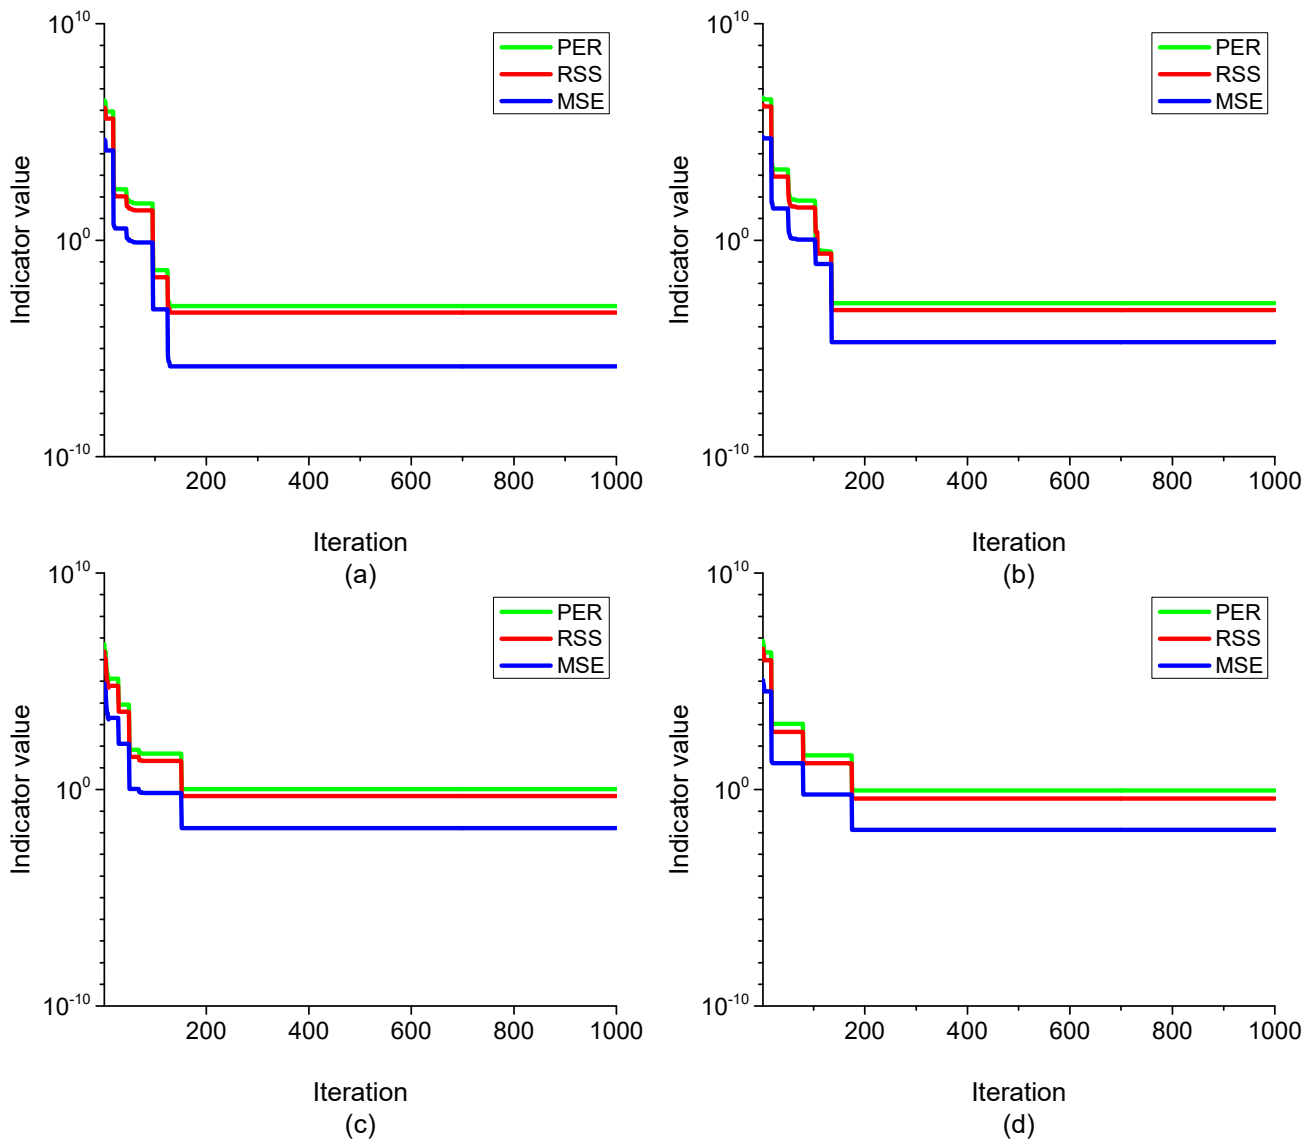 10^10
PER
RSS
MSE
Indicator value
10^0
10^-10
200 400 600 800 1000
Iteration
(a)
10^10
PER
RSS
MSE
Indicator value
10^0
10^-10
200 400 600 800 1000
Iteration
(b)
10^10
PER
RSS
MSE
Indicator value
10^0
10^-10
200 400 600 800 1000
Iteration
(c)
10^10
PER
RSS
MSE
Indicator value
10^0
10^-10
200 400 600 800 1000
Iteration
(d)